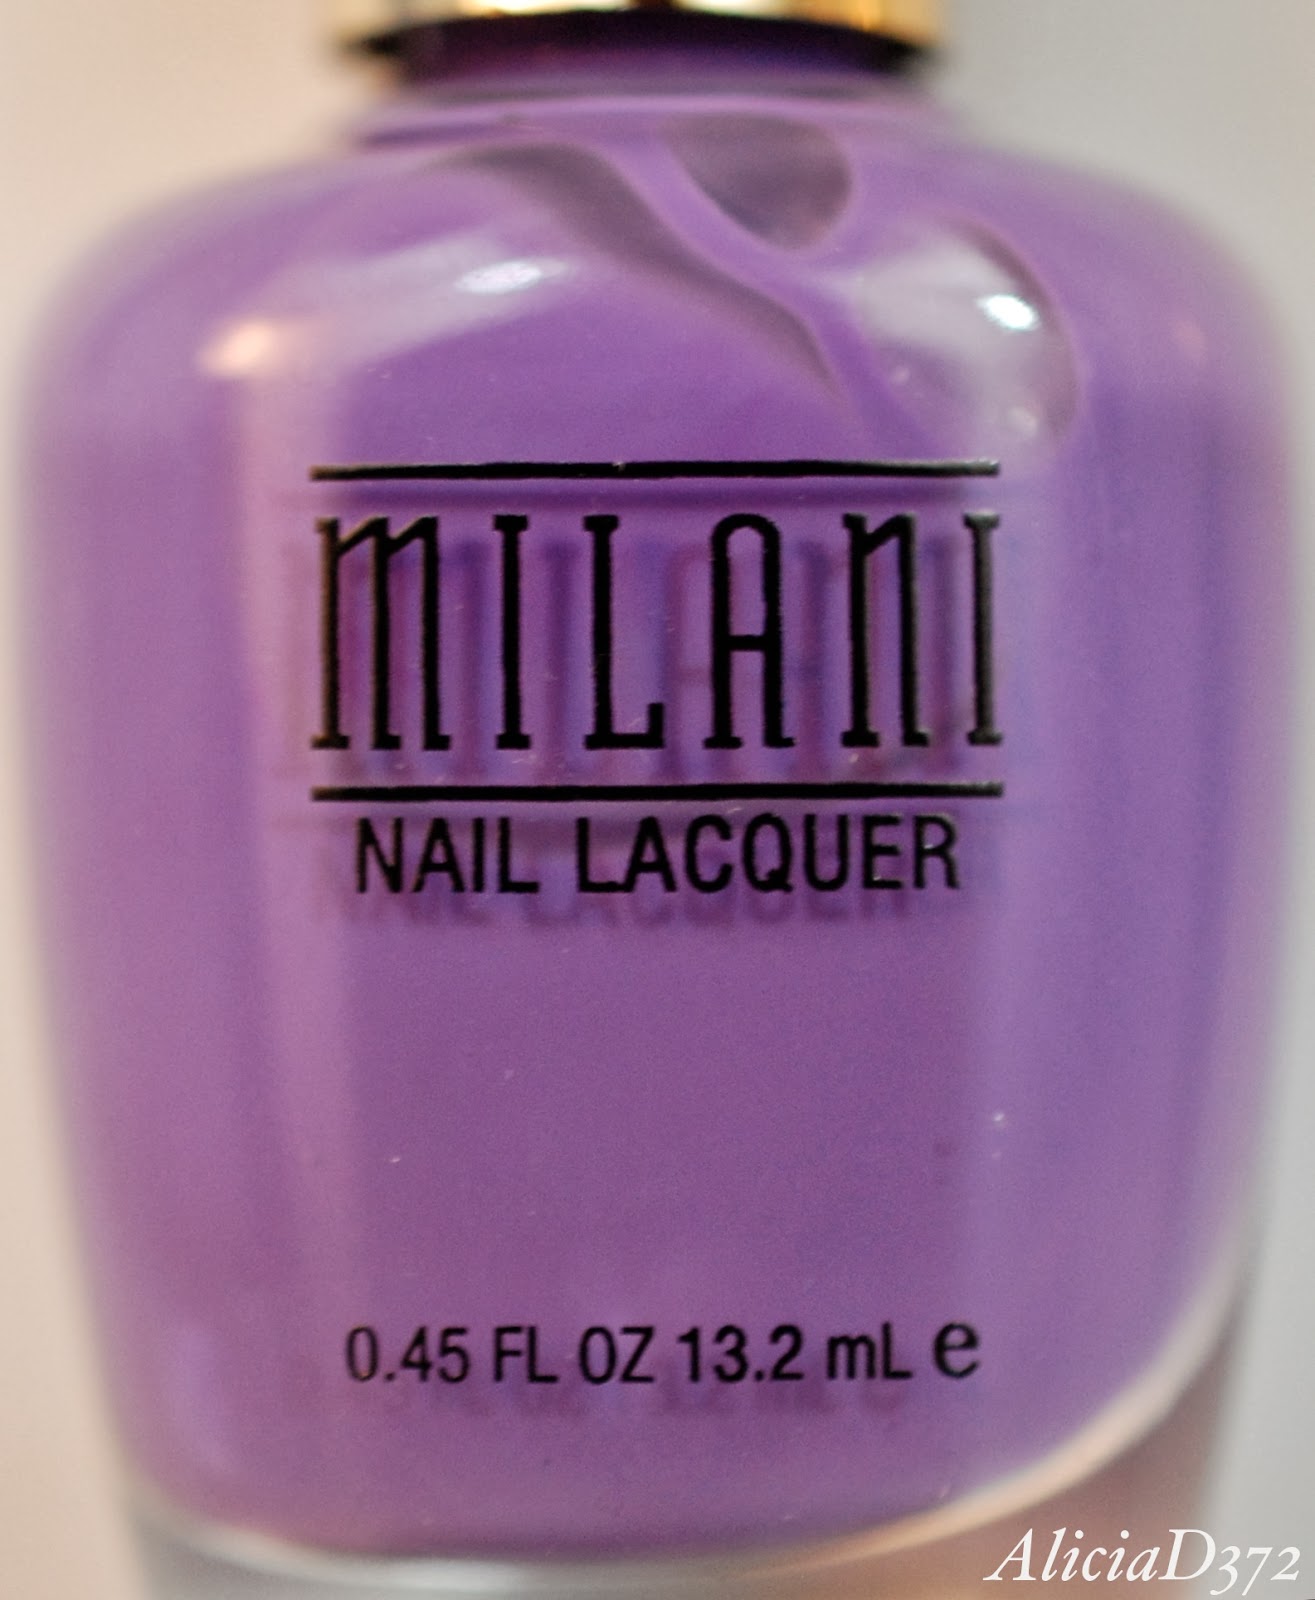 MILANI
NAIL LACQUER
0.45 FL OZ 13.2 mL e
AliciaD372